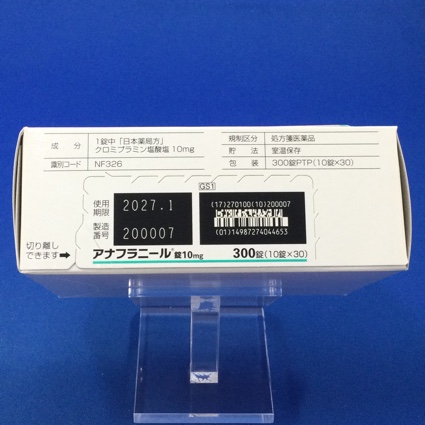 成分 1錠中「日本薬局方」
クロミプラミン塩酸塩 10mg
識別コード NF326
規制区分 処方箋医薬品
貯法 室温保存
包装 300錠PTP(10錠×30)
GS1
使用期限 2027.1
製造番号 200007
(17)270100(10)200007
(01)14987274044653
切り離しできます➡
アナフラニール®錠10mg 300錠(10錠×30)